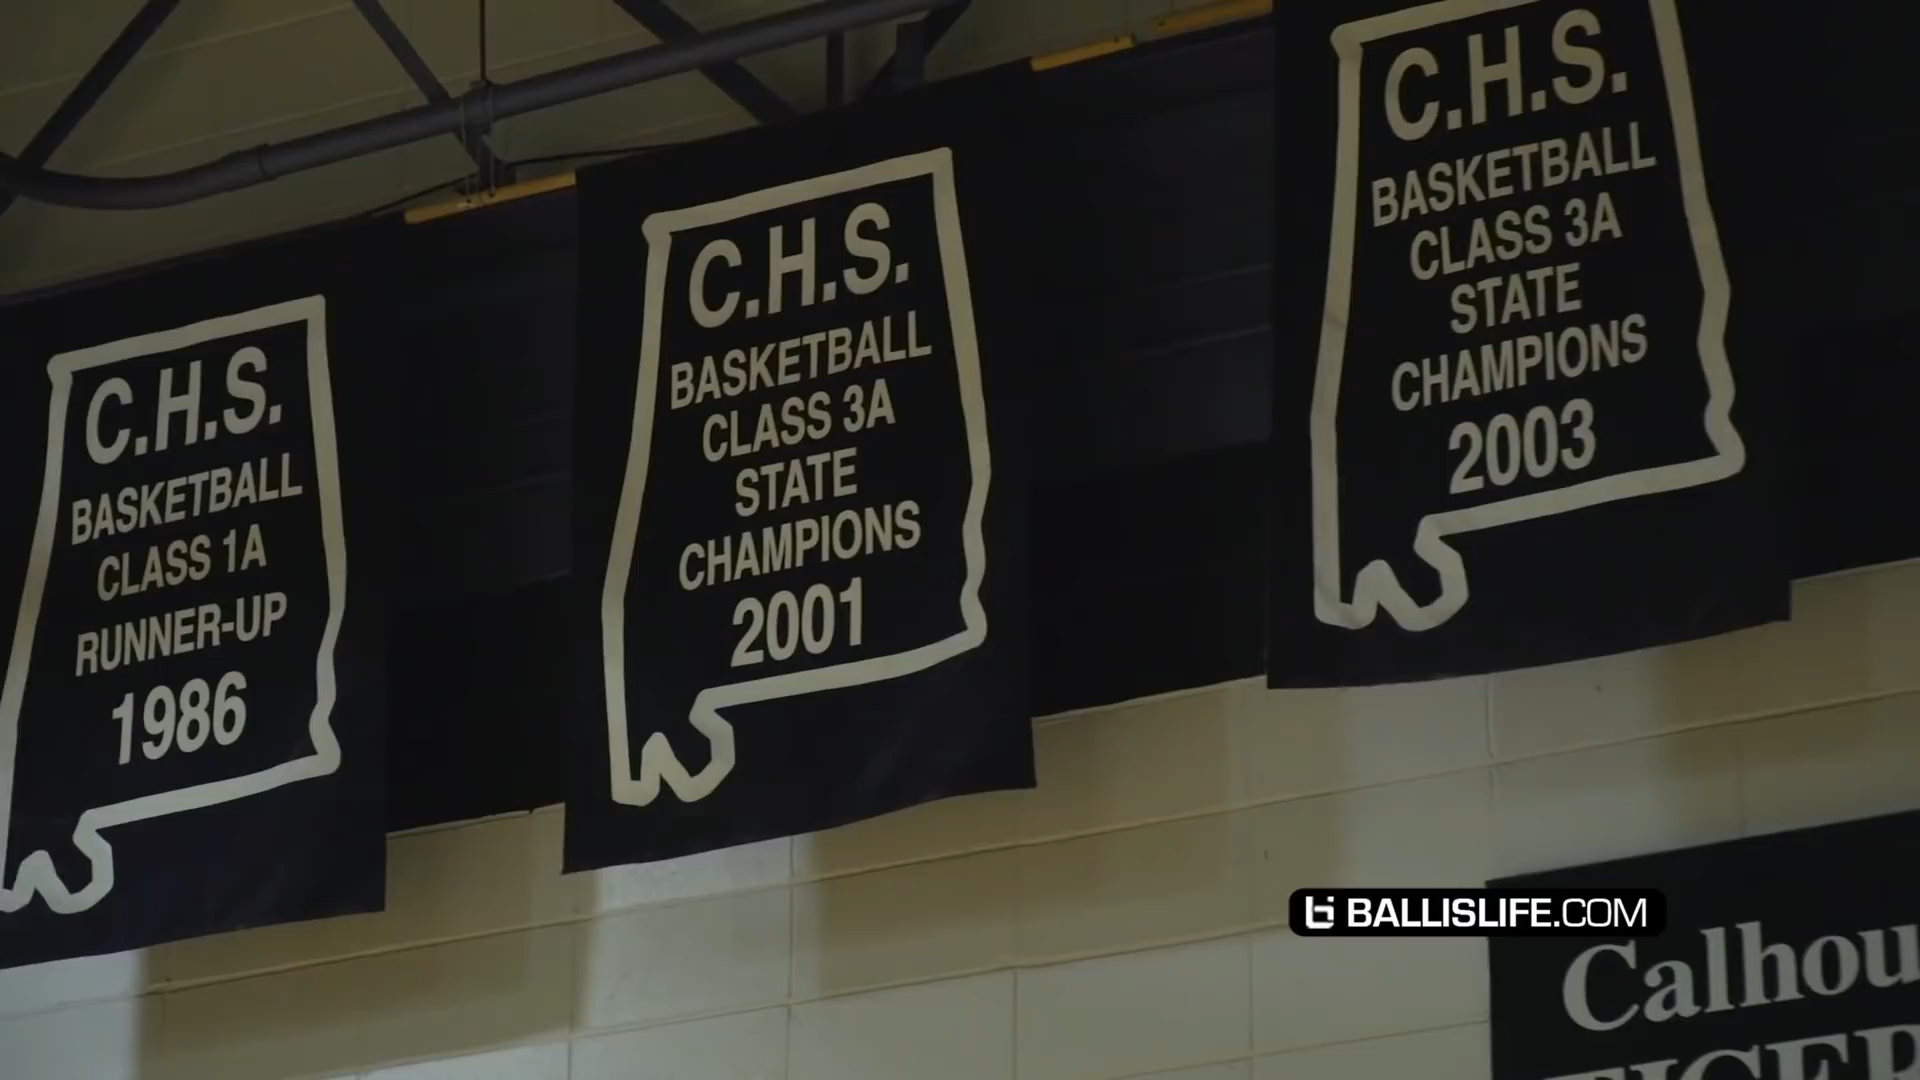 C.H.S.
BASKETBALL
CLASS 1A
RUNNER-UP
1986
C.H.S.
BASKETBALL
CLASS 3A
STATE
CHAMPIONS
2001
C.H.S.
BASKETBALL
CLASS 3A
STATE
CHAMPIONS
2003
BALLISLIFE.COM
Calhou
TIGER